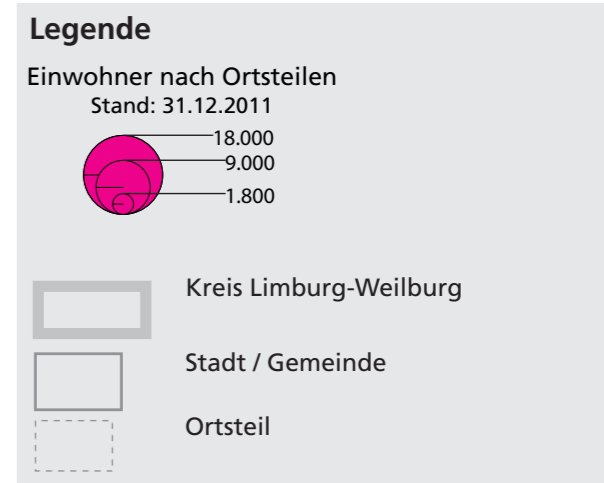 Legende
Einwohner nach Ortsteilen
Stand: 31.12.2011
18.000
9.000
1.800
Kreis Limburg-Weilburg
Stadt / Gemeinde
Ortsteil